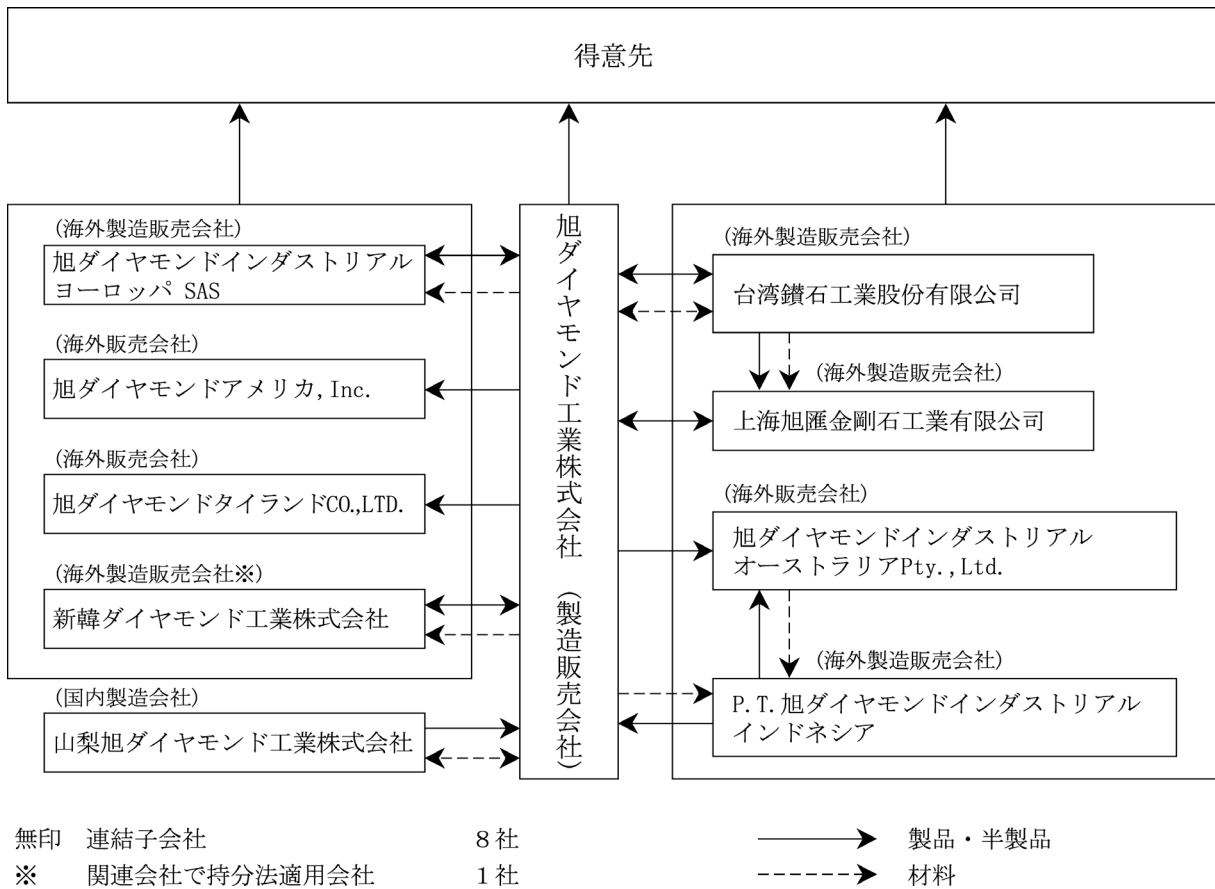 得意先
(海外製造販売会社)
旭ダイヤモンドインダストリアル
ヨーロッパ SAS
(海外販売会社)
旭ダイヤモンドアメリカ,Inc.
(海外販売会社)
旭ダイヤモンドタイランドCO.,LTD.
(海外製造販売会社※)
新韓ダイヤモンド工業株式会社
(国内製造会社)
山梨旭ダイヤモンド工業株式会社
旭ダイヤモンド工業株式会社 (製造販売会社)
(海外製造販売会社)
台湾鑚石工業股份有限公司
(海外製造販売会社)
上海旭匯金剛石工業有限公司
(海外販売会社)
旭ダイヤモンドインダストリアル
オーストラリアPty.,Ltd.
(海外製造販売会社)
P.T.旭ダイヤモンドインダストリアル
インドネシア
無印 連結子会社 8社
※ 関連会社で持分法適用会社 1社
製品・半製品
材料